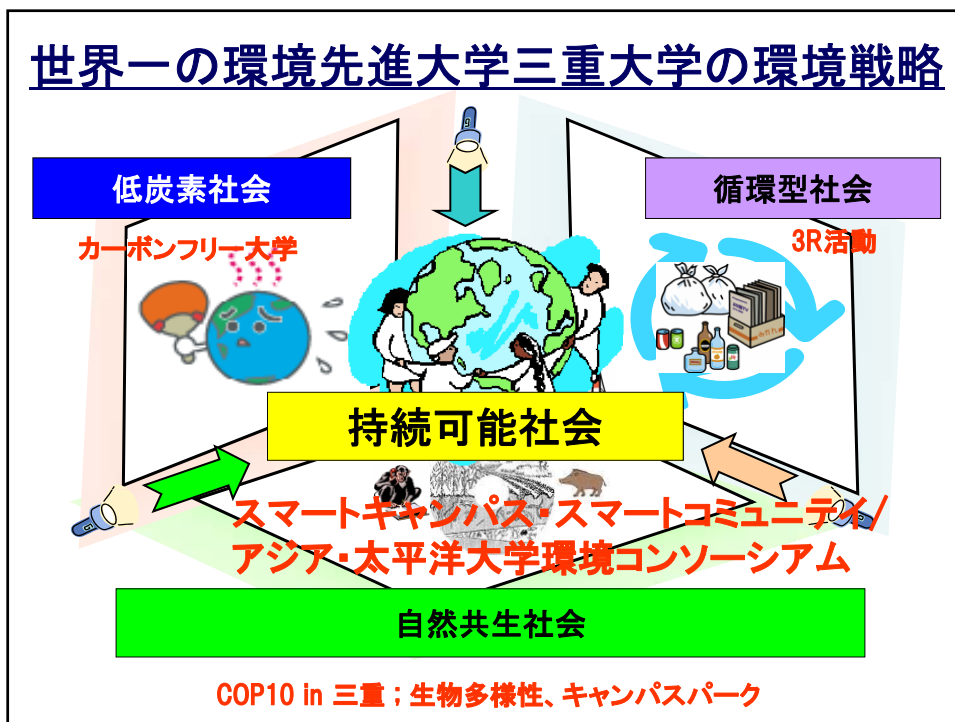 世界一の環境先進大学三重大学の環境戦略
低炭素社会
循環型社会
カーボンフリー大学
3R活動
持続可能社会
スマートキャンパス・スマートコミュニティ/
アジア・太平洋大学環境コンソーシアム
自然共生社会
COP10 in 三重；生物多様性、キャンパスパーク